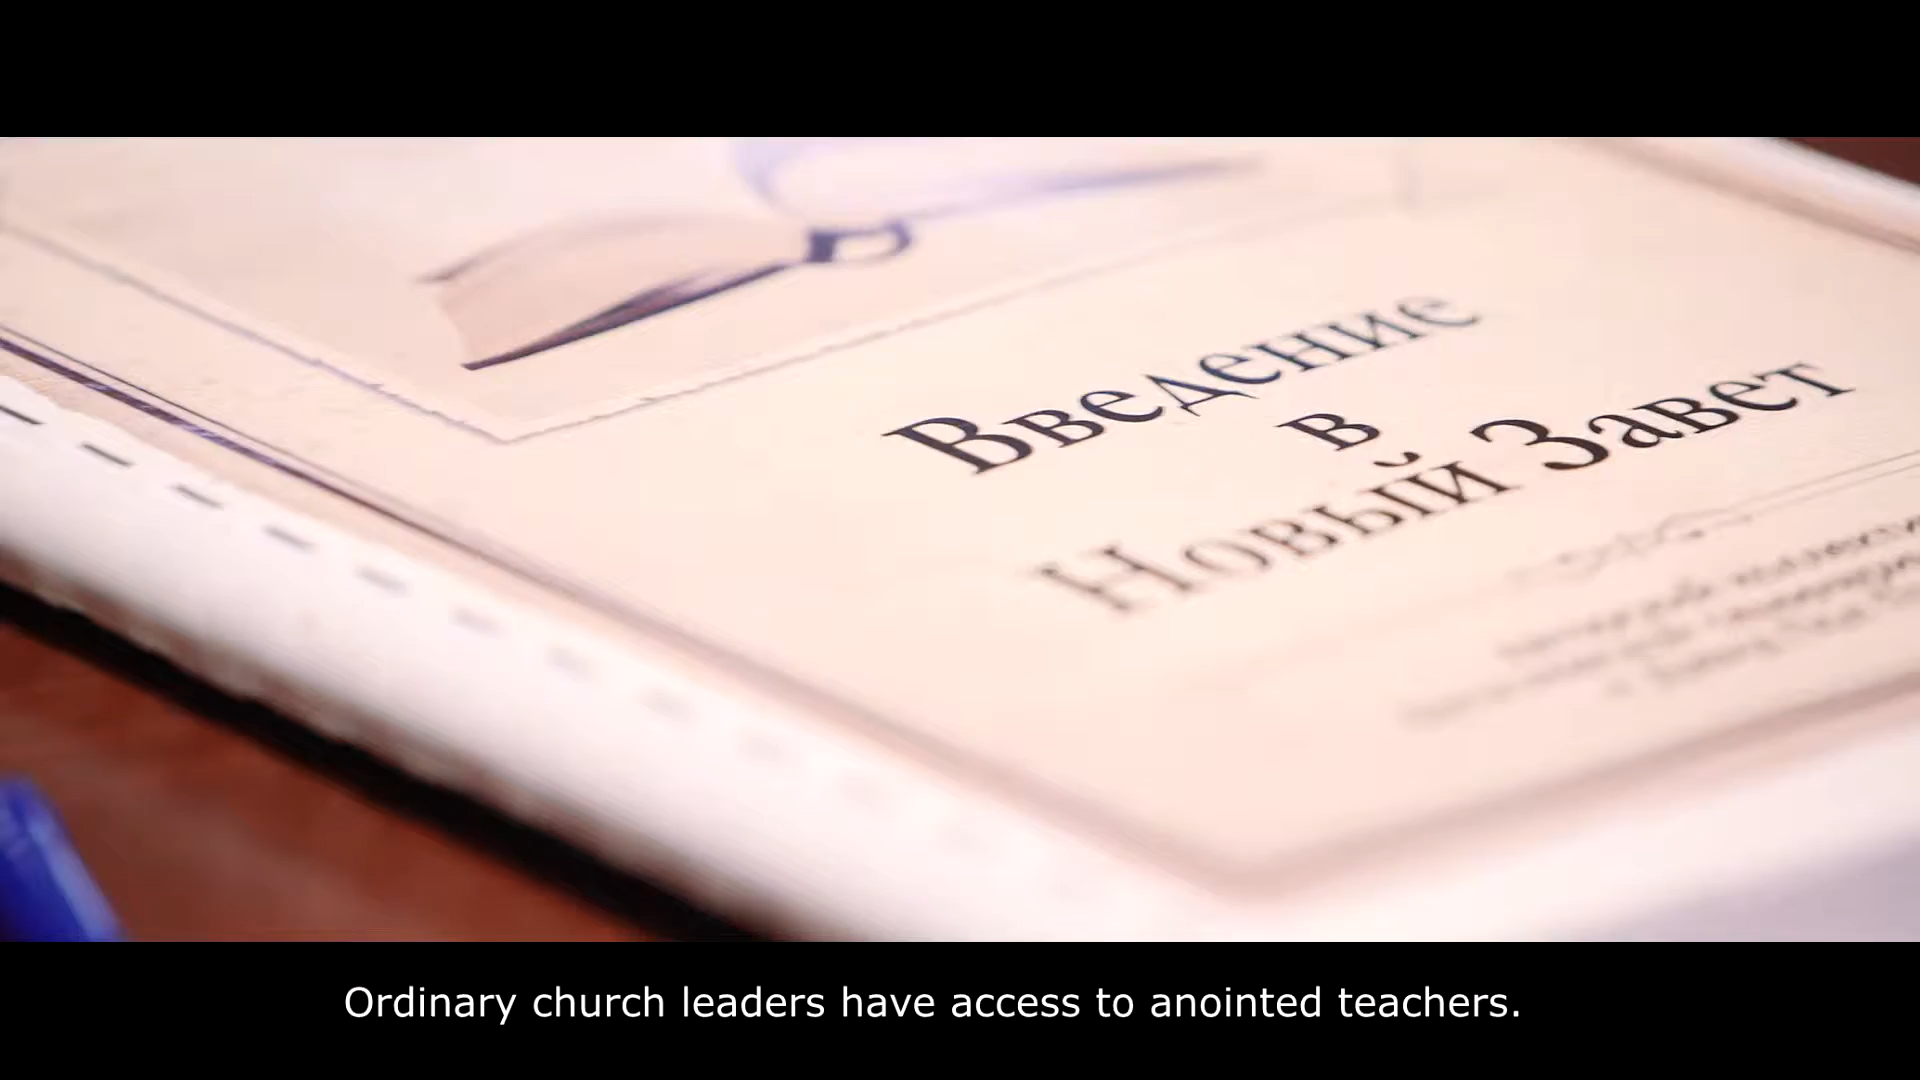 Введение
в
Новый Завет
Ordinary church leaders have access to anointed teachers.